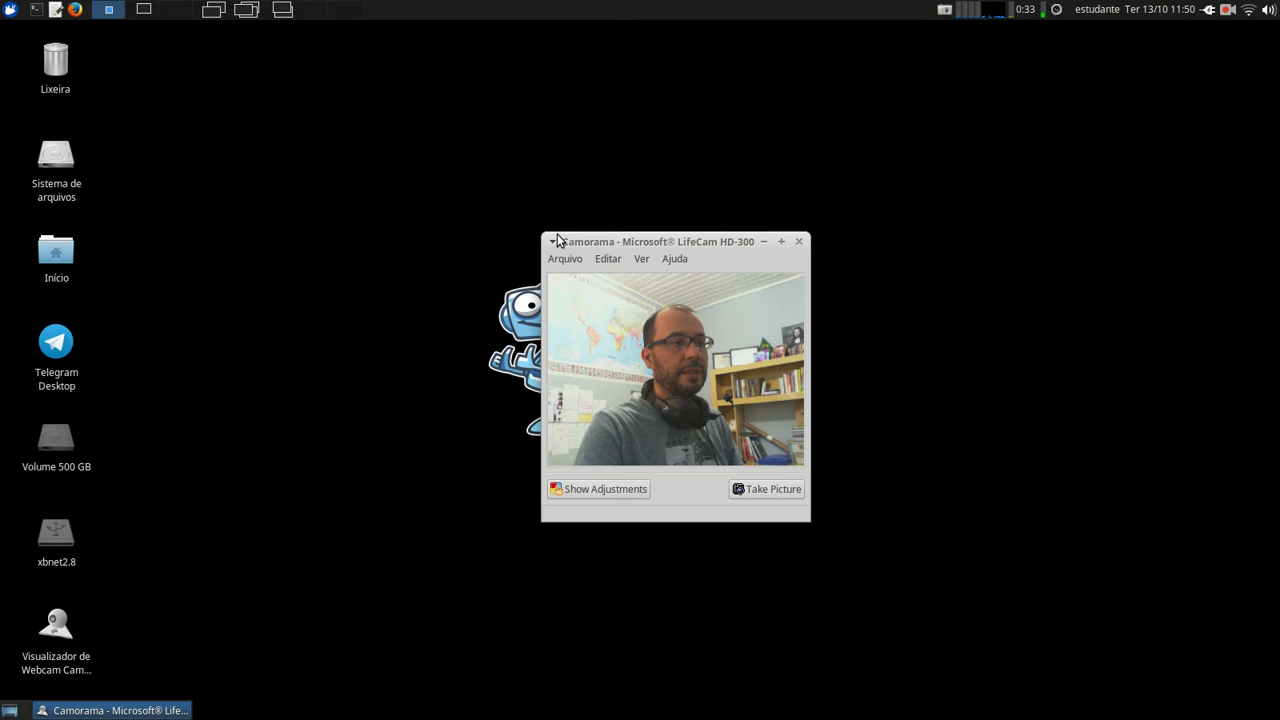 0:33
estudante Ter 13/10 11:50
Lixeira
Sistema de
arquivos
Início
Telegram
Desktop
Volume 500 GB
xbnet2.8
Visualizador de
Webcam Cam...
Camorama - Microsoft® LifeCam HD-300
Arquivo Editar Ver Ajuda
Show Adjustments Take Picture
Camorama - Microsoft® Life...